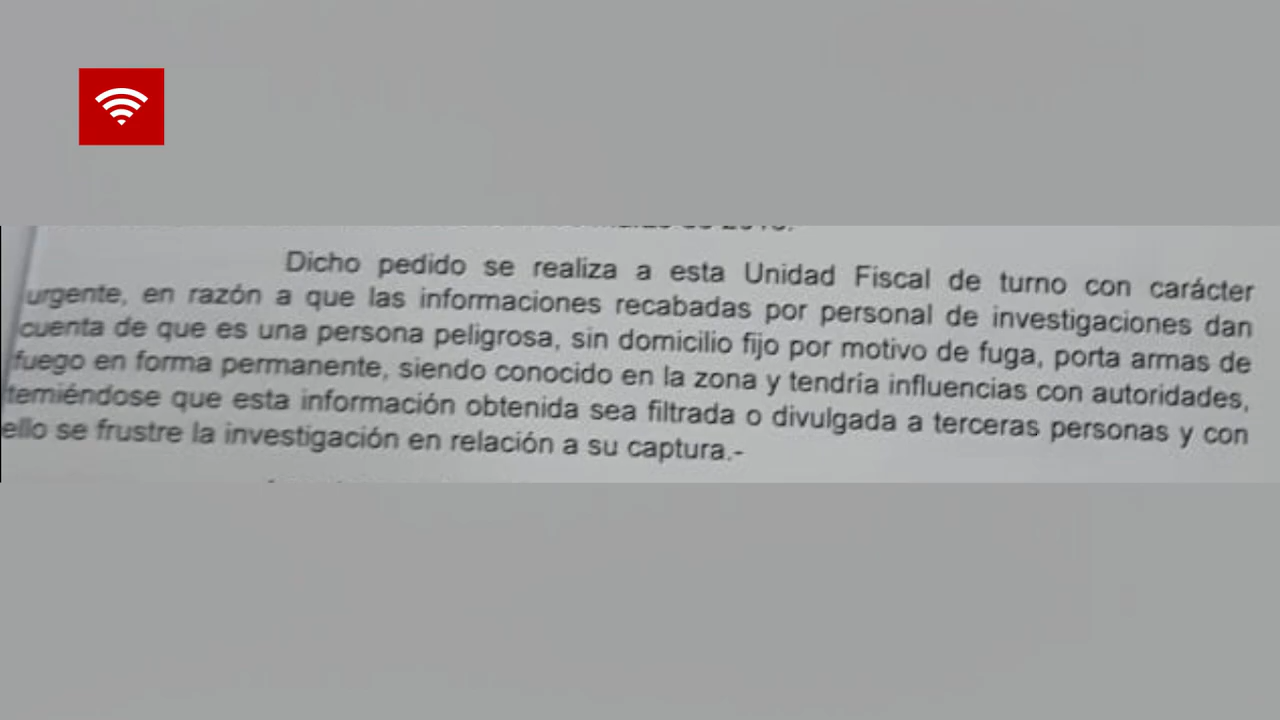 Dicho pedido se realiza a esta Unidad Fiscal de turno con carácter
urgente, en razón a que las informaciones recabadas por personal de investigaciones dan
cuenta de que es una persona peligrosa, sin domicilio fijo por motivo de fuga, porta armas de
fuego en forma permanente, siendo conocido en la zona y tendría influencias con autoridades,
temiéndose que esta información obtenida sea filtrada o divulgada a terceras personas y con
ello se frustre la investigación en relación a su captura.-